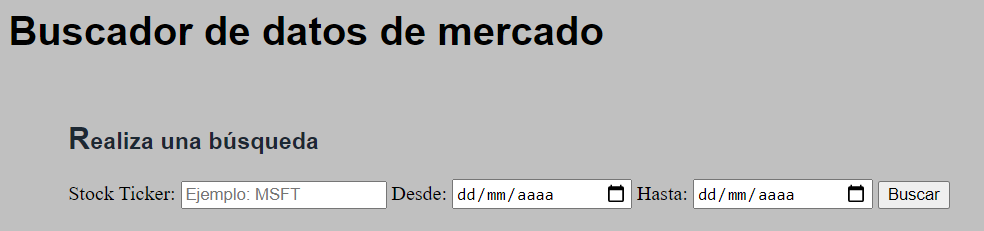 Buscador de datos de mercado
Realiza una búsqueda
Stock Ticker: Ejemplo: MSFT Desde: dd/mm/aaaa Hasta: dd/mm/aaaa Buscar